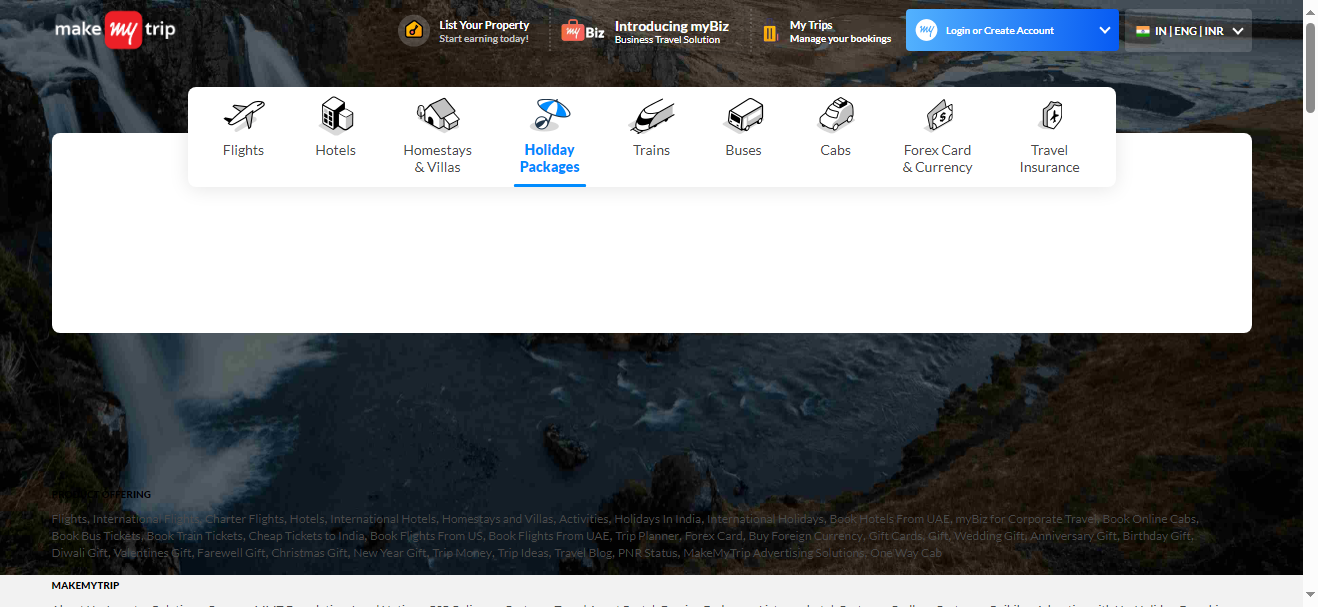 make my trip
List Your Property
Start earning today!
my Biz
Introducing myBiz
Business Travel Solution
My Trips
Manage your bookings
my
Login or Create Account
IN | ENG | INR
Flights
Hotels
Homestays
& Villas
Holiday
Packages
Trains
Buses
Cabs
Forex Card
& Currency
Travel
Insurance
PRODUCT OFFERING
Flights, International Flights, Charter Flights, Hotels, International Hotels, Homestays and Villas, Activities, Holidays In India, International Holidays, Book Hotels From UAE, myBiz for Corporate Travel, Book Online Cabs,
Book Bus Tickets, Book Train Tickets, Cheap Tickets to India, Book Flights From US, Book Flights From UAE, Trip Planner, Forex Card, Buy Foreign Currency, Gift Cards, Gift, Wedding Gift, Anniversary Gift, Birthday Gift,
Diwali Gift, Valentines Gift, Farewell Gift, Christmas Gift, New Year Gift, Trip Money, Trip Ideas, Travel Blog, PNR Status, MakeMyTrip Advertising Solutions, One Way Cab
MAKEMYTRIP